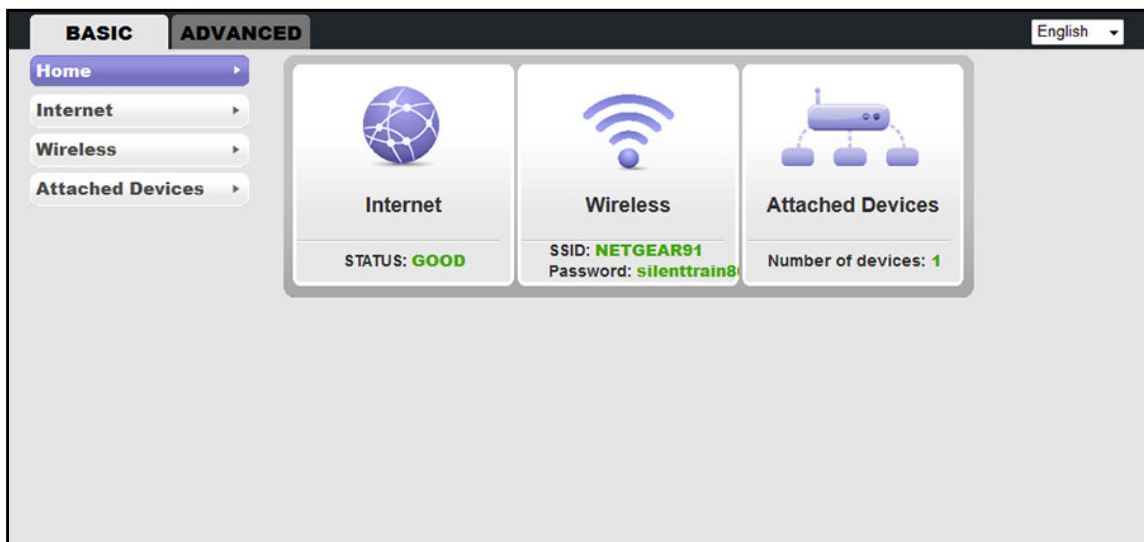 BASIC
ADVANCED
English
Home
Internet
Wireless
Attached Devices
Internet
STATUS: GOOD
Wireless
SSID: NETGEAR91
Password: silenttrain8
Attached Devices
Number of devices: 1